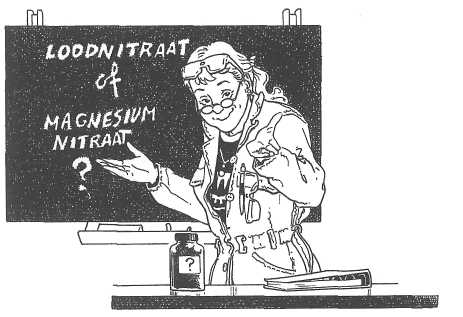 LOODNITRAAT
of
MAGNESIUM
NITRAAT
?
?